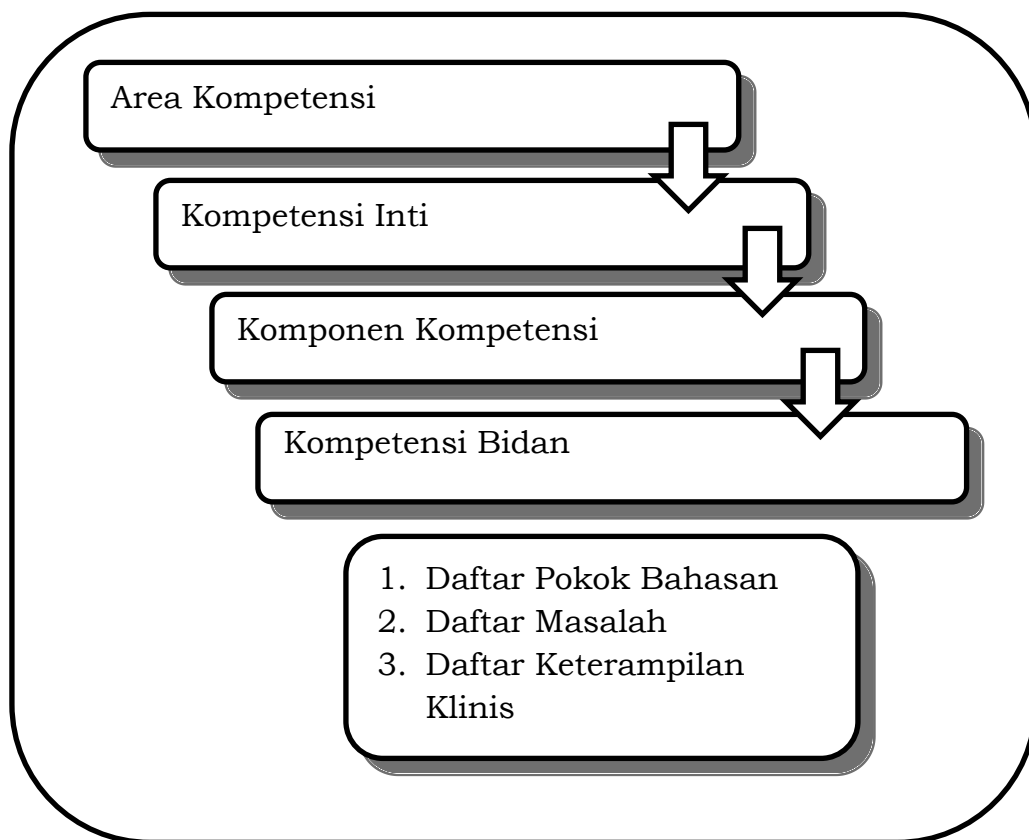 Area Kompetensi
Kompetensi Inti
Komponen Kompetensi
Kompetensi Bidan
1. Daftar Pokok Bahasan
2. Daftar Masalah
3. Daftar Keterampilan
Klinis